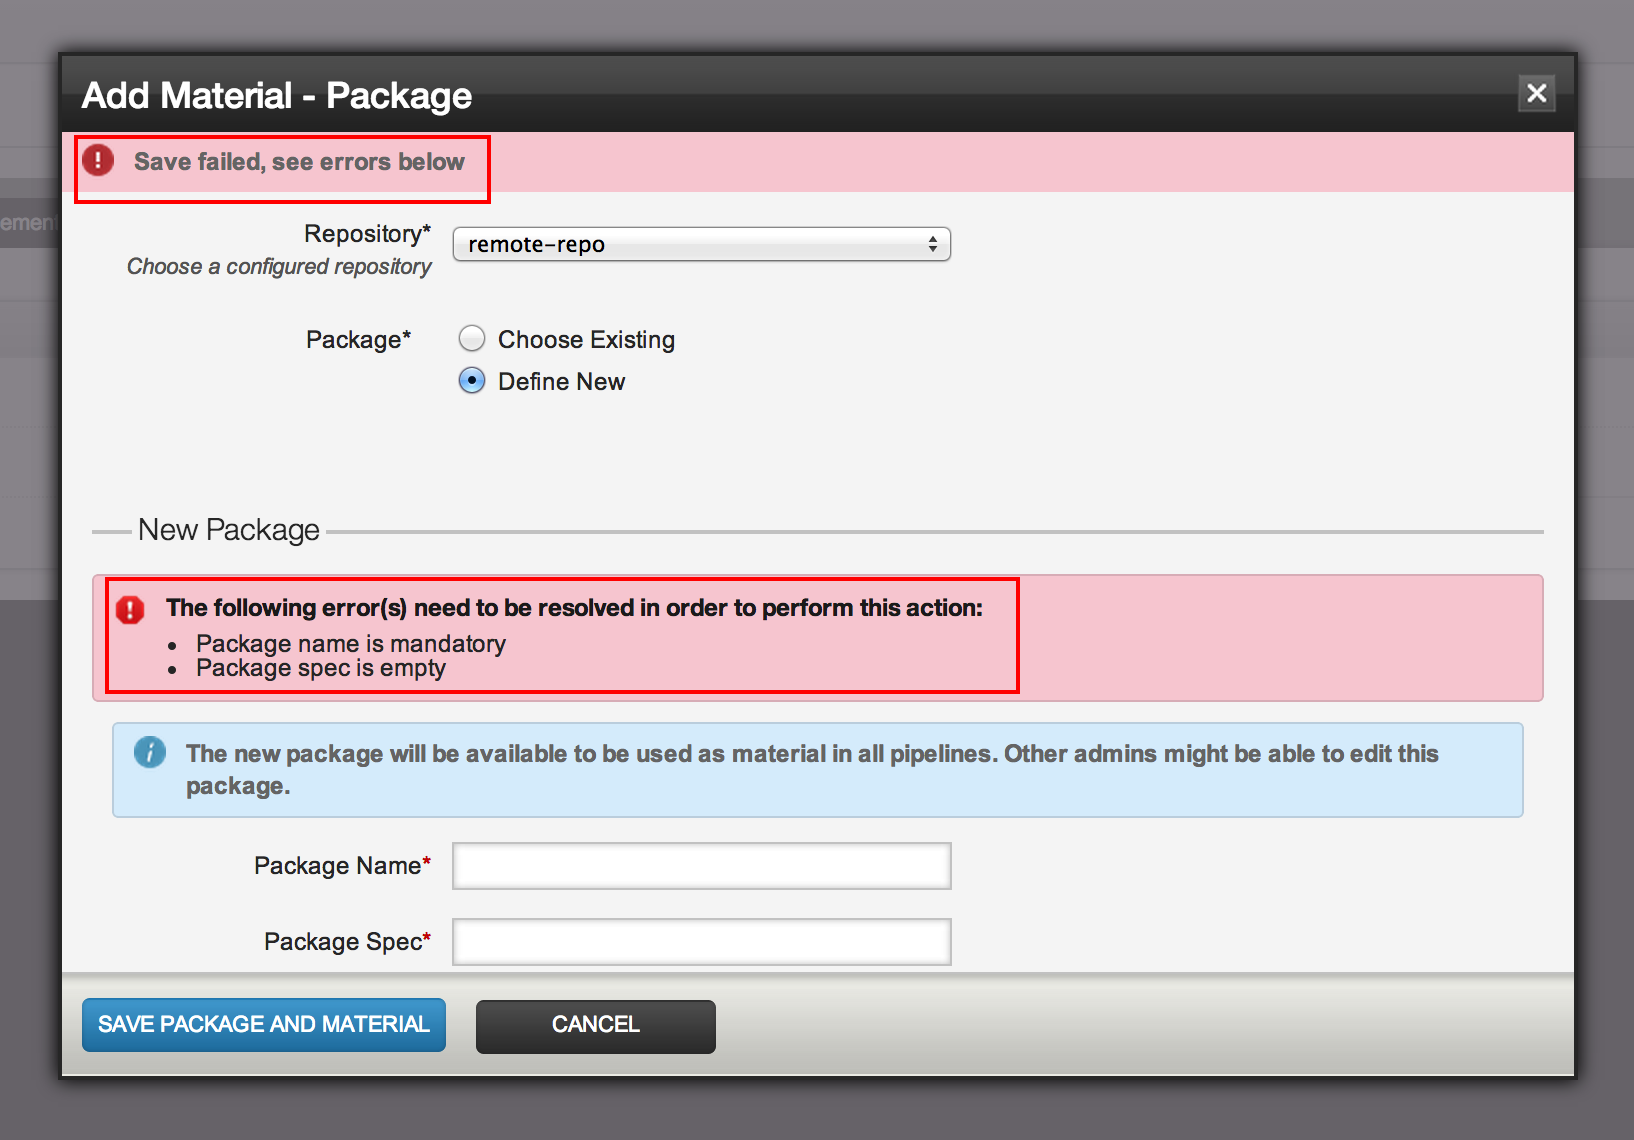 Add Material - Package
Save failed, see errors below
ement
Repository*
remote-repo
Choose a configured repository
Package*
Choose Existing
Define New
New Package
The following error(s) need to be resolved in order to perform this action:
Package name is mandatory
Package spec is empty
The new package will be available to be used as material in all pipelines. Other admins might be able to edit this
package.
Package Name*
Package Spec*
SAVE PACKAGE AND MATERIAL
CANCEL